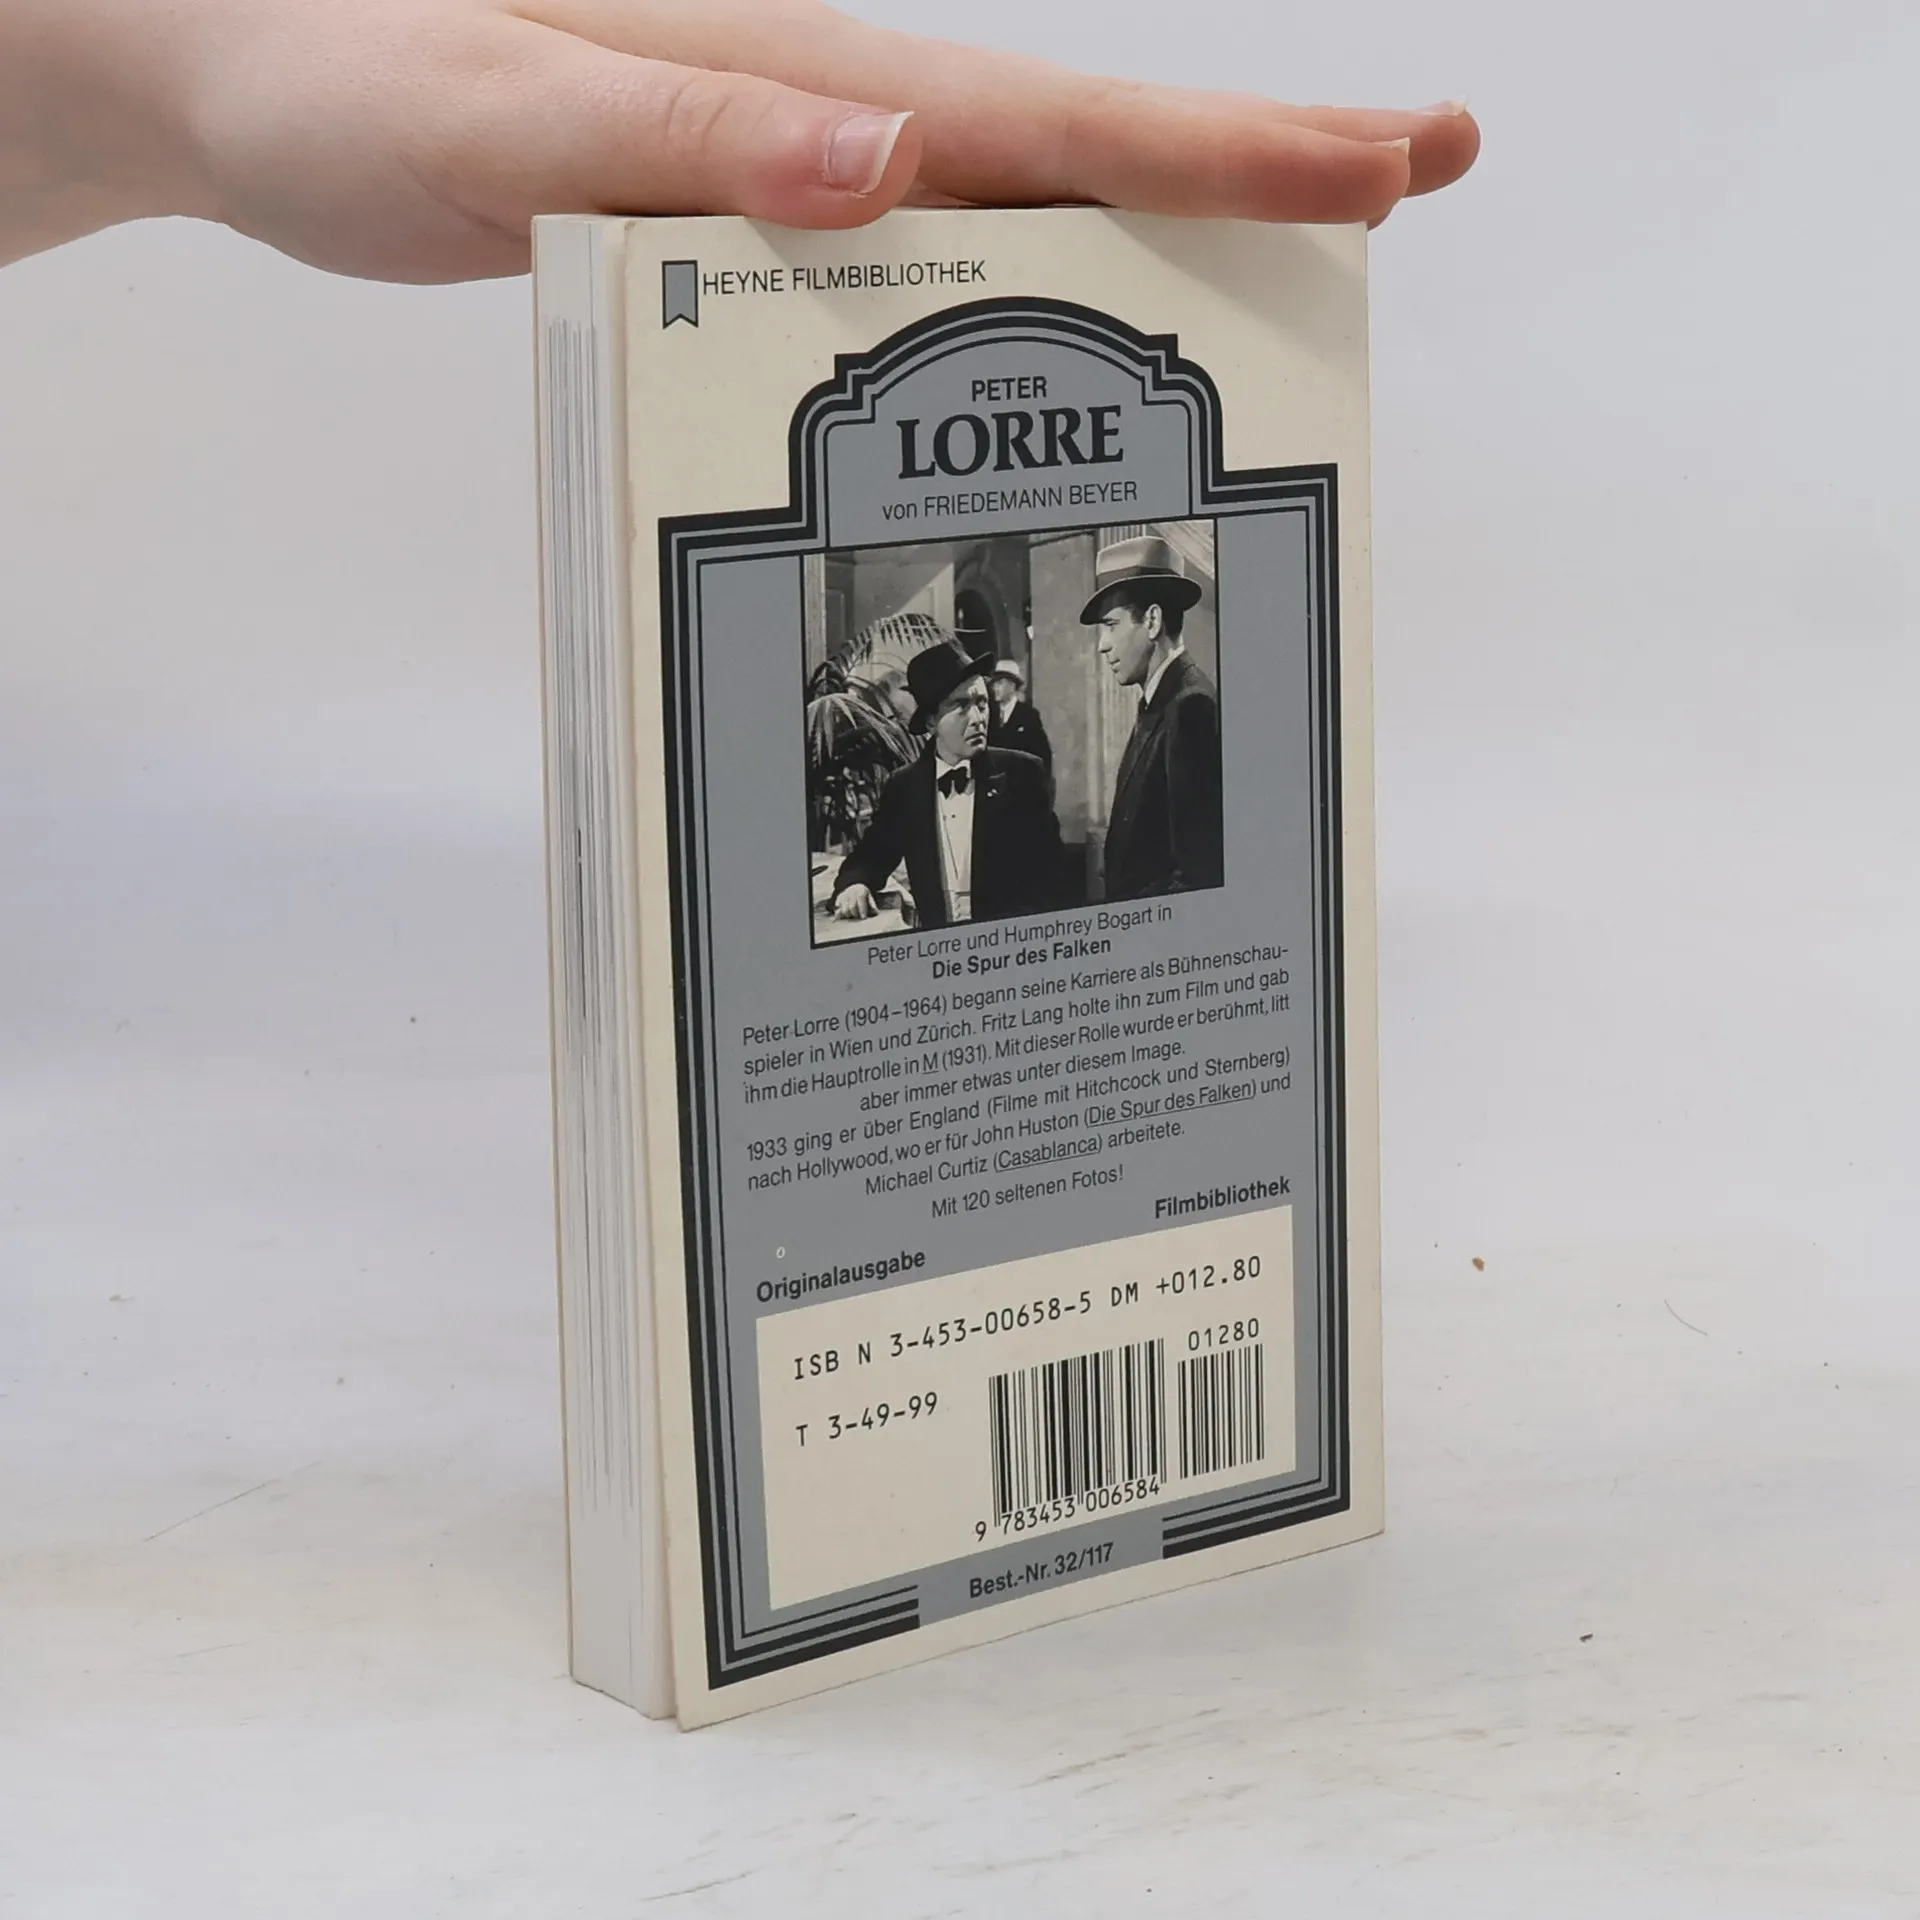 HEYNE FILMBIBLIOTHEK
PETER
LORRE
von FRIEDEMANN BEYER
Peter Lorre und Humphrey Bogart in
Die Spur des Falken
Peter Lorre (1904–1964) begann seine Karriere als Bühnenschau-
spieler in Wien und Zürich. Fritz Lang holte ihn zum Film und gab
ihm die Hauptrolle in M (1931). Mit dieser Rolle wurde er berühmt, litt
aber immer etwas unter diesem Image.
1933 ging er über England (Filme mit Hitchcock und Sternberg)
nach Hollywood, wo er für John Huston (Die Spur des Falken) und
Michael Curtiz (Casablanca) arbeitete.
Mit 120 seltenen Fotos!
Filmbibliothek
Originalausgabe
ISB N 3-453-00658-5 DM +012.80
01280
T 3-49-99
9 783453 006584
Best.-Nr. 32/117